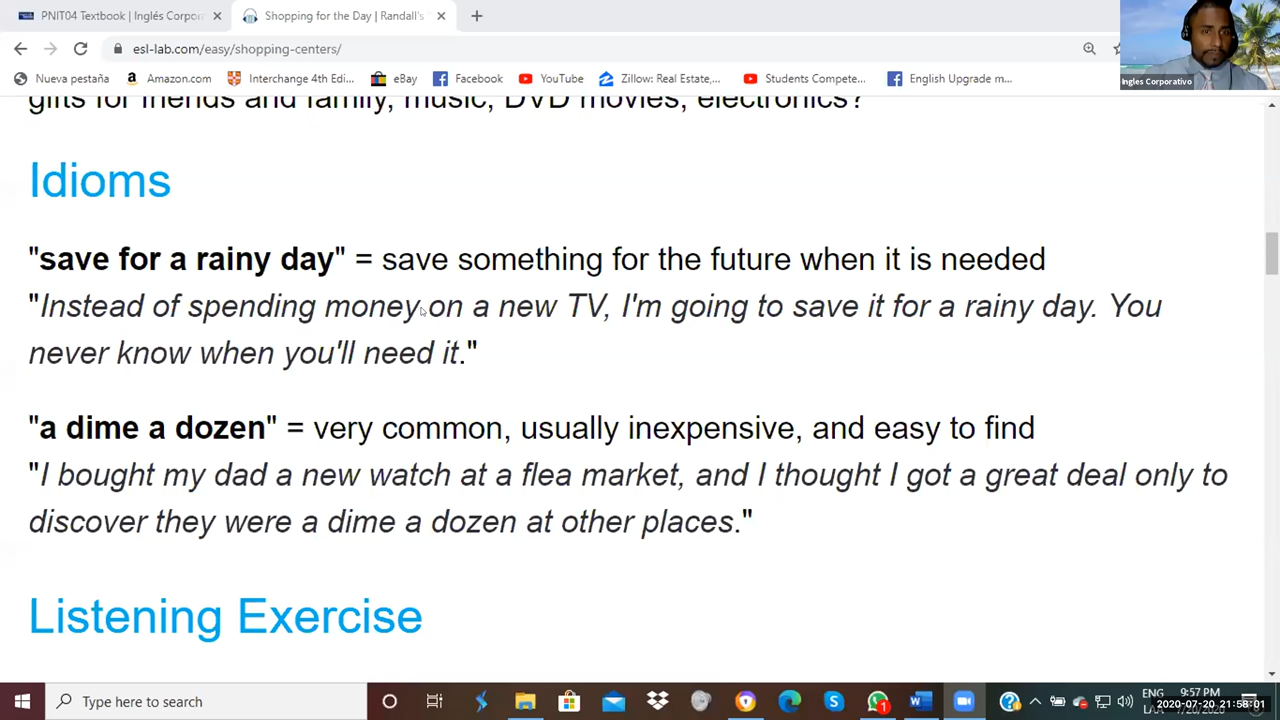 PNIT04 Textbook | Inglés Corpor
Shopping for the Day | Randall's
esl-lab.com/easy/shopping-centers/
Ingles Corporativo
Nueva pestaña
Amazon.com
Interchange 4th Edi...
eBay
Facebook
YouTube
Zillow: Real Estate,...
Students Compete...
English Upgrade m...
gifts for friends and family, music, DVD movies, electronics?
Idioms
"save for a rainy day" = save something for the future when it is needed
"Instead of spending money on a new TV, I'm going to save it for a rainy day. You
never know when you'll need it."
"a dime a dozen" = very common, usually inexpensive, and easy to find
"I bought my dad a new watch at a flea market, and I thought I got a great deal only to
discover they were a dime a dozen at other places."
Listening Exercise
Type here to search
1
ENG
9:57 PM
2020-07-20 21:58:01